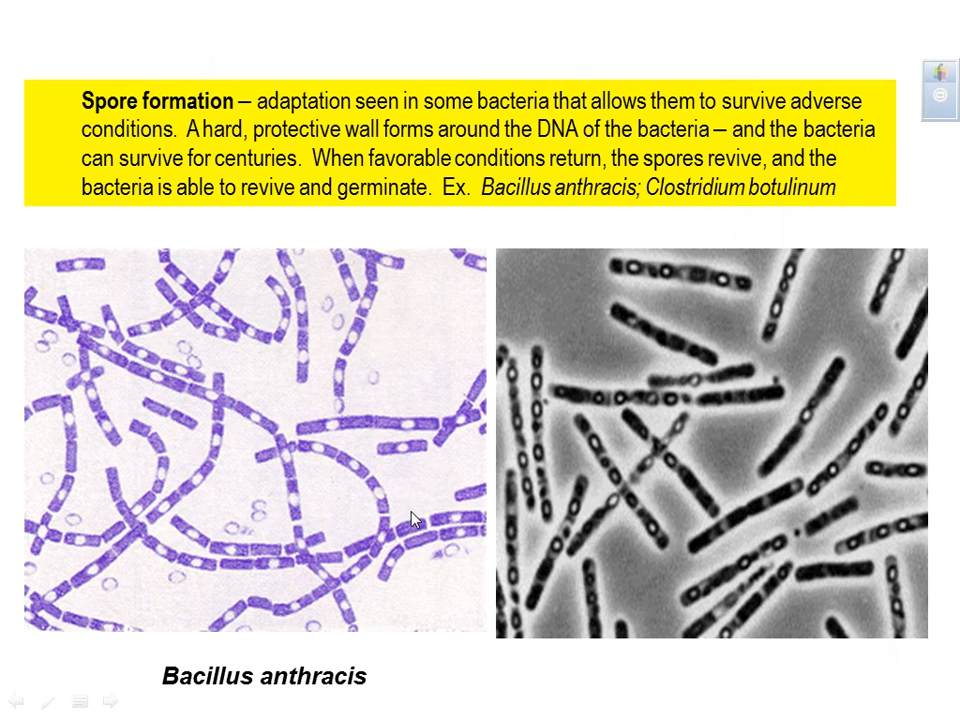 Spore formation – adaptation seen in some bacteria that allows them to survive adverse
conditions. A hard, protective wall forms around the DNA of the bacteria – and the bacteria
can survive for centuries. When favorable conditions return, the spores revive, and the
bacteria is able to revive and germinate. Ex. Bacillus anthracis; Clostridium botulinum
@
Bacillus anthracis